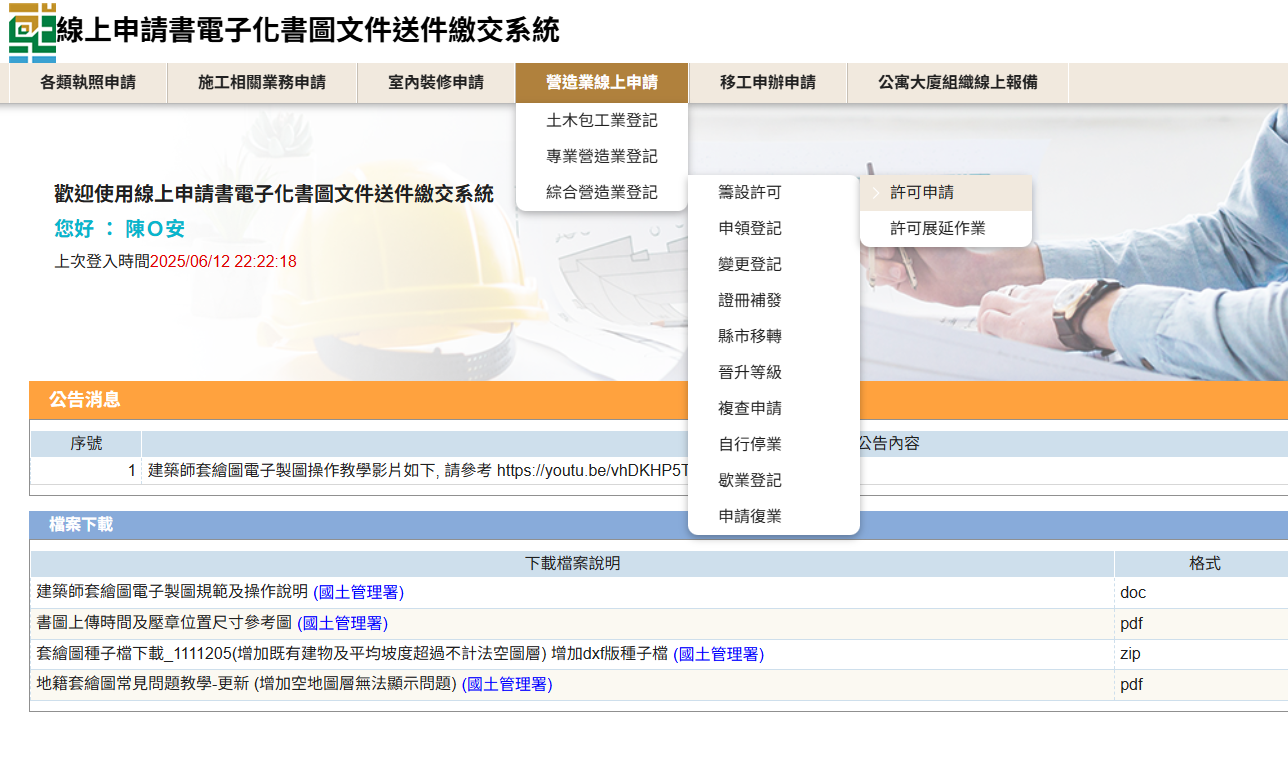 線上申請書電子化書圖文件送件繳交系統
各類執照申請 施工相關業務申請 室內裝修申請 營造業線上申請 移工申辦申請 公寓大廈組織線上報備
土木包工業登記
專業營造業登記
綜合營造業登記
籌設許可
申領登記
變更登記
證冊補發
縣市移轉
晉升等級
複查申請
自行停業
歇業登記
申請復業
許可申請
許可展延作業
歡迎使用線上申請書電子化書圖文件送件繳交系統
您好 : 陳O安
上次登入時間2025/06/12 22:22:18
公告消息
序號 公告內容
1 建築師套繪圖電子製圖操作教學影片如下, 請參考 https://youtu.be/vhDKHP5T
檔案下載
下載檔案說明 格式
建築師套繪圖電子製圖規範及操作說明 (國土管理署) doc
書圖上傳時間及壓章位置尺寸參考圖 (國土管理署) pdf
套繪圖種子檔下載_1111205(增加既有建物及平均坡度超過不計法空圖層) 增加dxf版種子檔 (國土管理署) zip
地籍套繪圖常見問題教學-更新 (增加空地圖層無法顯示問題) (國土管理署) pdf